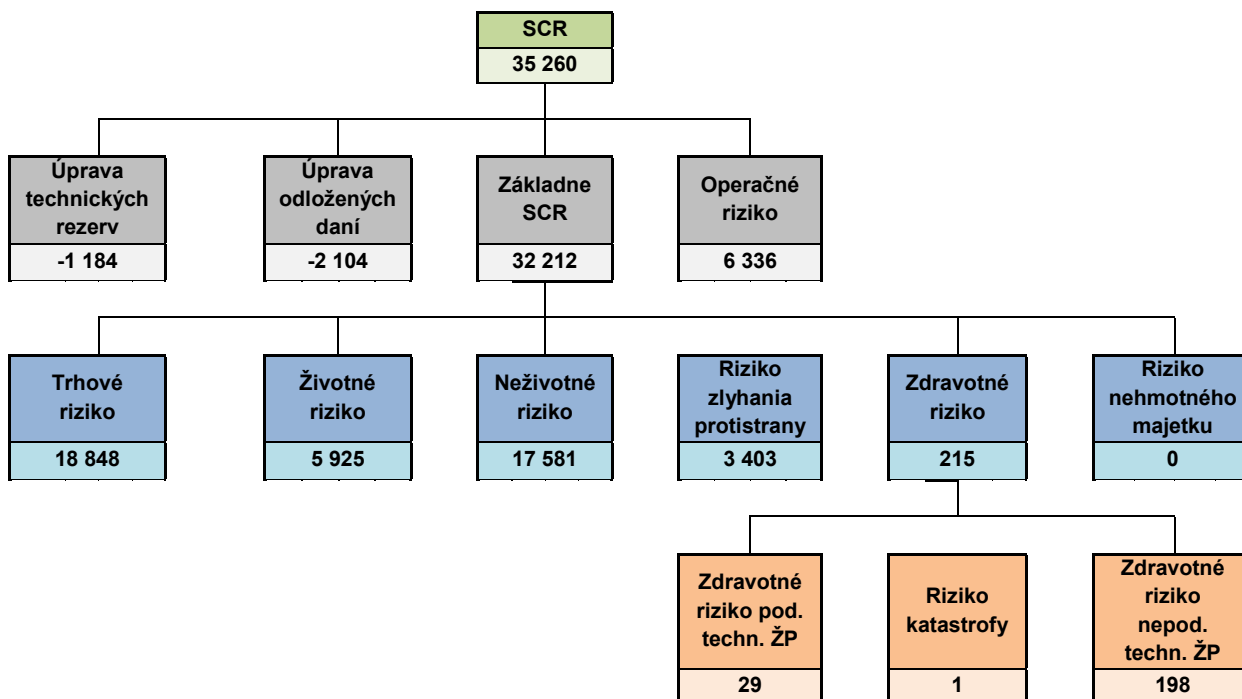 SCR
35 260
Úprava
technických
rezerv
-1 184
Úprava
odložených
daní
-2 104
Základne
SCR
32 212
Operačné
riziko
6 336
Trhové
riziko
18 848
Životné
riziko
5 925
Neživotné
riziko
17 581
Riziko
zlyhania
protistrany
3 403
Zdravotné
riziko
215
Riziko
nehmotného
majetku
0
Zdravotné
riziko pod.
techn. ŽP
29
Riziko
katastrofy
1
Zdravotné
riziko
nepod.
techn. ŽP
198